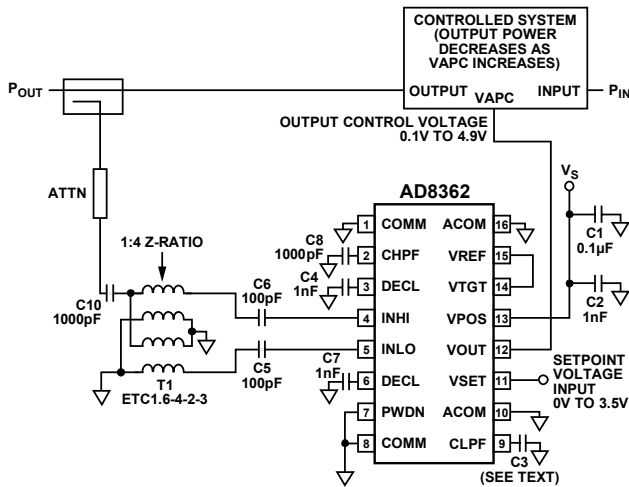 CONTROLLED SYSTEM
(OUTPUT POWER
DECREASES AS
VAPC INCREASES)
POUT
OUTPUT
VAPC
INPUT
PIN
OUTPUT CONTROL VOLTAGE
0.1V TO 4.9V
VS
ATTN
AD8362
C1
0.1µF
C2
1nF
1:4 Z-RATIO
C10
1000pF
C8
1000pF
C4
1nF
C6
100pF
C5
100pF
C7
1nF
T1
ETC1.6-4-2-3
1 COMM ACOM 16
2 CHPF VREF 15
3 DECL VTGT 14
4 INHI VPOS 13
5 INLO VOUT 12
6 DECL VSET 11
7 PWDN ACOM 10
8 COMM CLPF 9
SETPOINT
VOLTAGE
INPUT
0V TO 3.5V
C3
(SEE TEXT)